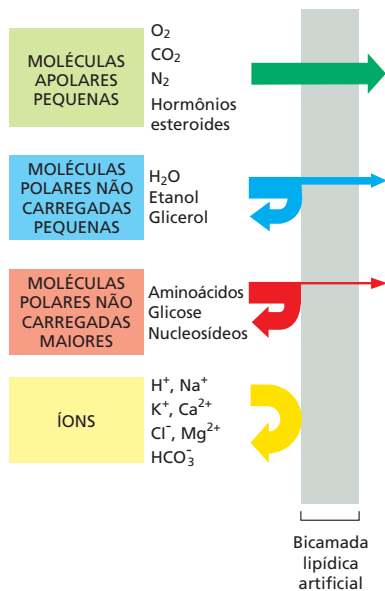 MOLÉCULAS
APOLARES
PEQUENAS
O₂
CO₂
N₂
Hormônios
esteroides
MOLÉCULAS
POLARES NÃO
CARREGADAS
PEQUENAS
H₂O
Etanol
Glicerol
MOLÉCULAS
POLARES NÃO
CARREGADAS
MAIORES
Aminoácidos
Glicose
Nucleosídeos
ÍONS
H⁺, Na⁺
K⁺, Ca²⁺
Cl⁻, Mg²⁺
HCO₃⁻
Bicamada
lipídica
artificial